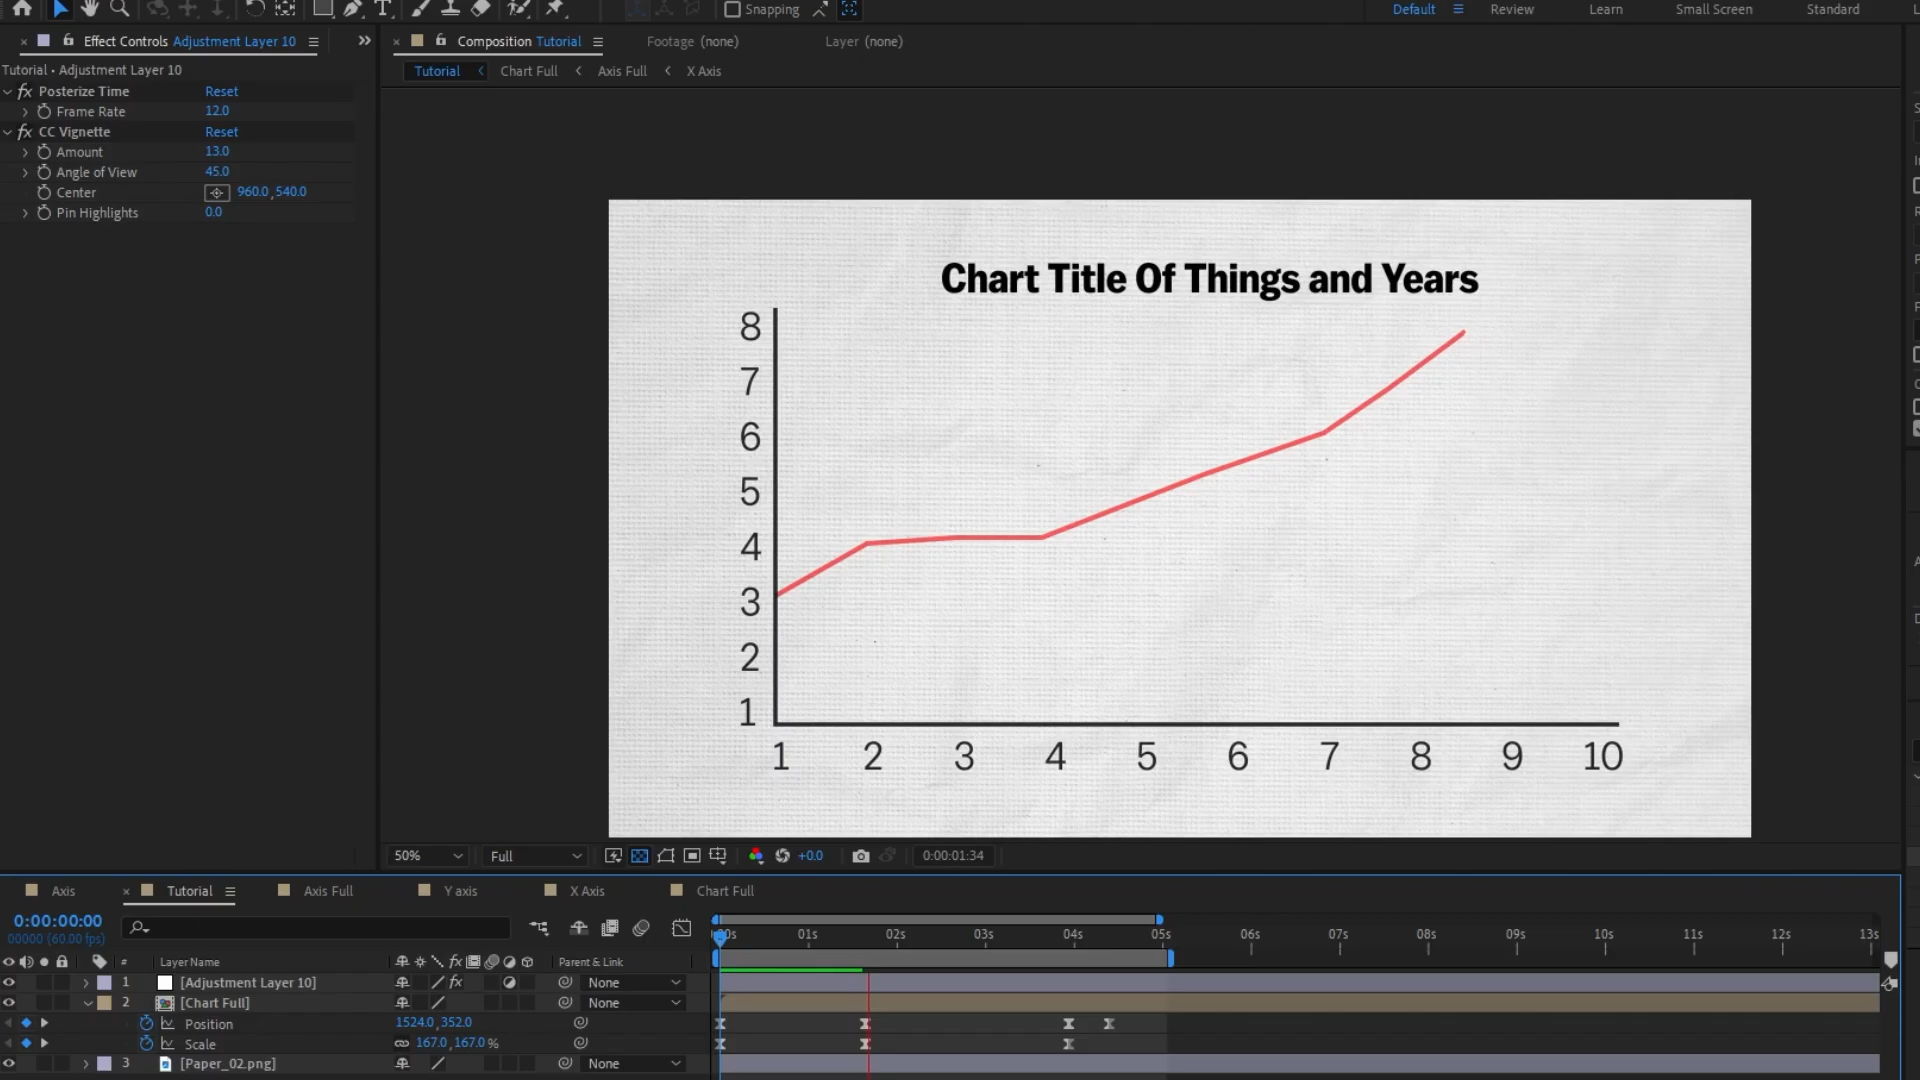 Snapping
Default
Review
Learn
Small Screen
Standard
Effect Controls Adjustment Layer 10
Composition Tutorial
Footage (none)
Layer (none)
Tutorial • Adjustment Layer 10
Tutorial
Chart Full
Axis Full
X Axis
fx Posterize Time Reset
Frame Rate 12.0
fx CC Vignette Reset
Amount 13.0
Angle of View 45.0
Center 960.0,540.0
Pin Highlights 0.0
Chart Title Of Things and Years
8
7
6
5
4
3
2
1
1 2 3 4 5 6 7 8 9 10
50% Full +0.0 0:00:01:34
Axis Tutorial Axis Full Y axis X Axis Chart Full
0:00:00:00
00000 (60.00 fps)
01s 02s 03s 04s 05s 06s 07s 08s 09s 10s 11s 12s 13s
# Layer Name fx Parent & Link
1 [Adjustment Layer 10] fx None
2 [Chart Full] None
Position 1524.0,352.0
Scale 167.0,167.0%
3 [Paper_02.png] None